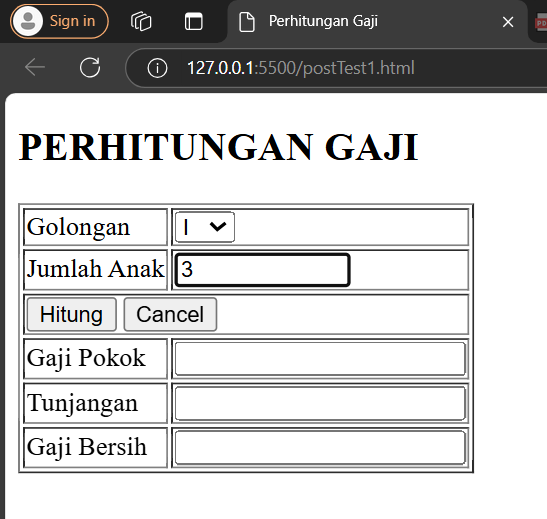 Sign in
Perhitungan Gaji
127.0.0.1:5500/postTest1.html
PERHITUNGAN GAJI
Golongan I
Jumlah Anak 3
Hitung Cancel
Gaji Pokok
Tunjangan
Gaji Bersih